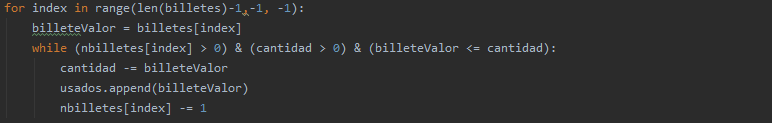 for index in range(len(billetes)-1,-1, -1):
    billeteValor = billetes[index]
    while (nbilletes[index] > 0) & (cantidad > 0) & (billeteValor <= cantidad):
        cantidad -= billeteValor
        usados.append(billeteValor)
        nbilletes[index] -= 1